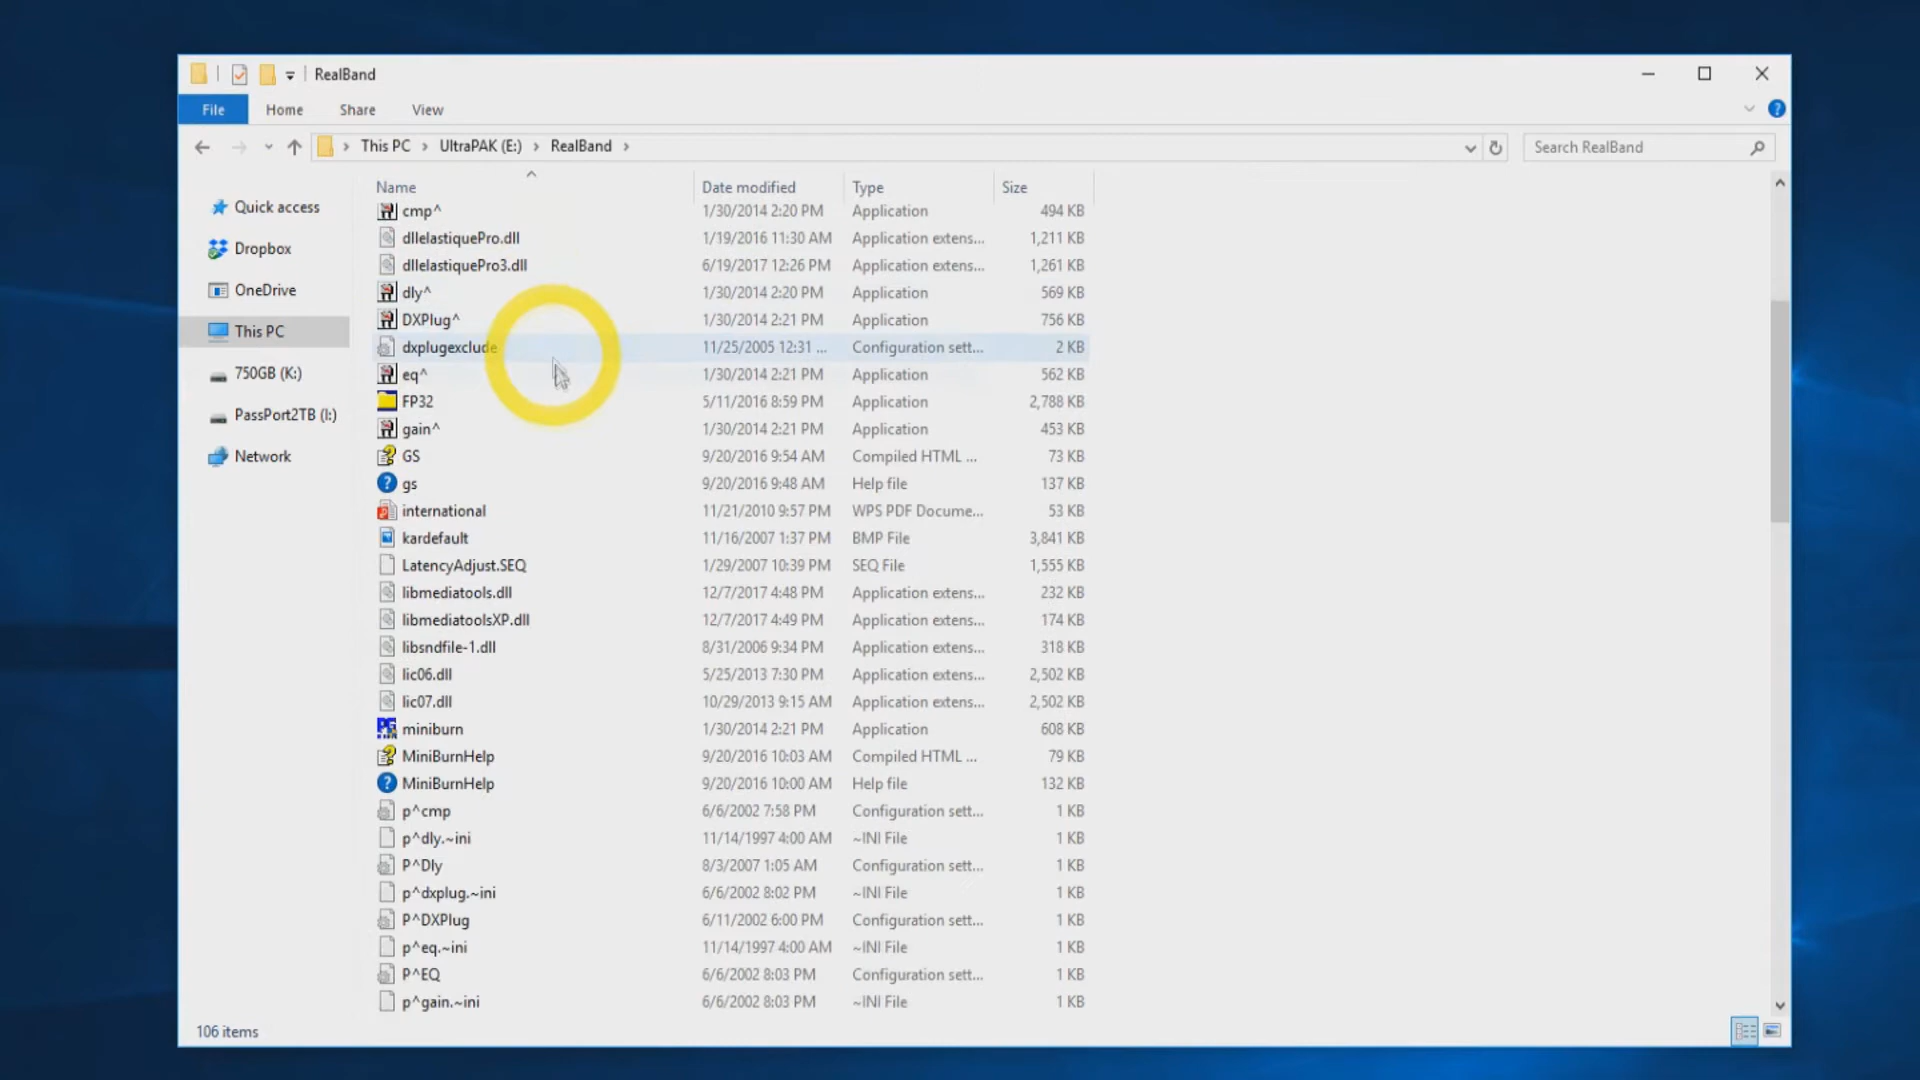 RealBand
File Home Share View
This PC UltraPAK (E:) RealBand Search RealBand
Name Date modified Type Size
Quick access
Dropbox
OneDrive
This PC
750GB (K:)
PassPort2TB (I:)
Network
cmp^ 1/30/2014 2:20 PM Application 494 KB
dllelastiquePro.dll 1/19/2016 11:30 AM Application extens... 1,211 KB
dllelastiquePro3.dll 6/19/2017 12:26 PM Application extens... 1,261 KB
dly^ 1/30/2014 2:20 PM Application 569 KB
DXPlug^ 1/30/2014 2:21 PM Application 756 KB
dxplugexclude 11/25/2005 12:31 ... Configuration sett... 2 KB
eq^ 1/30/2014 2:21 PM Application 562 KB
FP32 5/11/2016 8:59 PM Application 2,788 KB
gain^ 1/30/2014 2:21 PM Application 453 KB
GS 9/20/2016 9:54 AM Compiled HTML ... 73 KB
gs 9/20/2016 9:48 AM Help file 137 KB
international 11/21/2010 9:57 PM WPS PDF Docume... 53 KB
kardefault 11/16/2007 1:37 PM BMP File 3,841 KB
LatencyAdjust.SEQ 1/29/2007 10:39 PM SEQ File 1,555 KB
libmediatools.dll 12/7/2017 4:48 PM Application extens... 232 KB
libmediatoolsXP.dll 12/7/2017 4:49 PM Application extens... 174 KB
libsndfile-1.dll 8/31/2006 9:34 PM Application extens... 318 KB
lic06.dll 5/25/2013 7:30 PM Application extens... 2,502 KB
lic07.dll 10/29/2013 9:15 AM Application extens... 2,502 KB
miniburn 1/30/2014 2:21 PM Application 608 KB
MiniBurnHelp 9/20/2016 10:03 AM Compiled HTML ... 79 KB
MiniBurnHelp 9/20/2016 10:00 AM Help file 132 KB
p^cmp 6/6/2002 7:58 PM Configuration sett... 1 KB
p^dly.~ini 11/14/1997 4:00 AM ~INI File 1 KB
P^Dly 8/3/2007 1:05 AM Configuration sett... 1 KB
p^dxplug.~ini 6/6/2002 8:02 PM ~INI File 1 KB
P^DXPlug 6/11/2002 6:00 PM Configuration sett... 1 KB
p^eq.~ini 11/14/1997 4:00 AM ~INI File 1 KB
P^EQ 6/6/2002 8:03 PM Configuration sett... 1 KB
p^gain.~ini 6/6/2002 8:03 PM ~INI File 1 KB
106 items